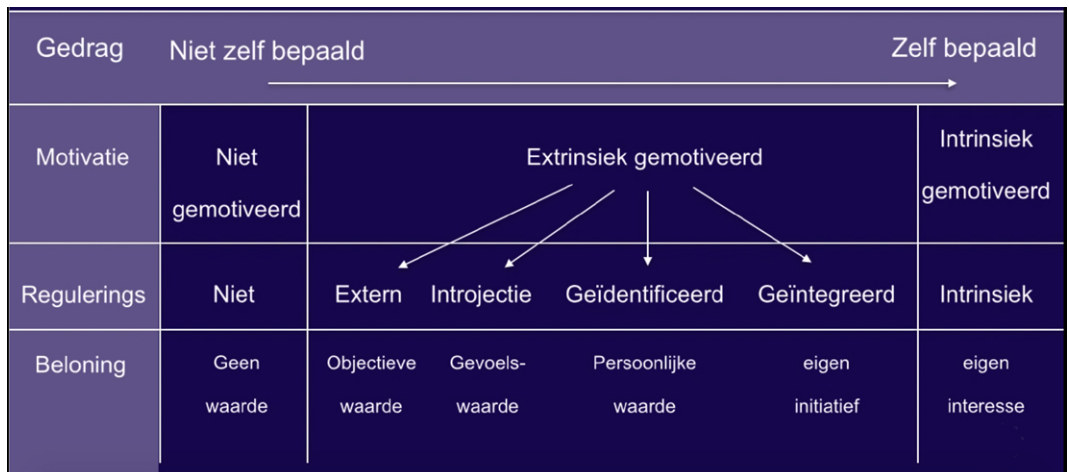 Gedrag Niet zelf bepaald Zelf bepaald
Motivatie Niet gemotiveerd Extrinsiek gemotiveerd Intrinsiek gemotiveerd
Regulerings Niet Extern Introjectie Geïdentificeerd Geïntegreerd Intrinsiek
Beloning Geen waarde Objectieve waarde Gevoels- waarde Persoonlijke waarde eigen initiatief eigen interesse